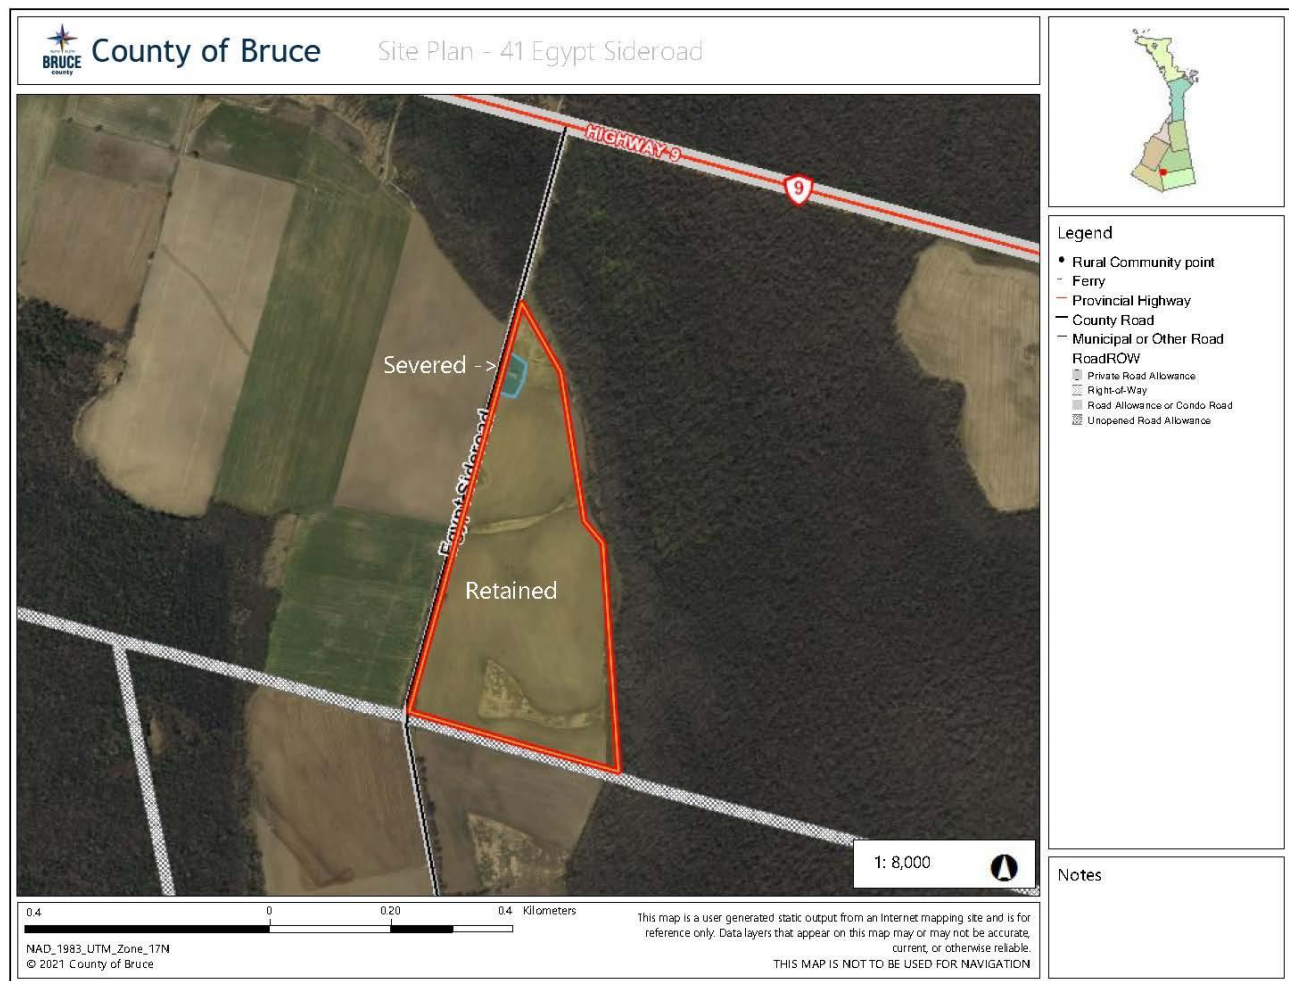 BRUCE
county
County of Bruce
Site Plan - 41 Egypt Sideroad
HIGHWAY 9
9
Severed ->
Egypt Sideroad
Retained
1: 8,000
Legend
Rural Community point
Ferry
Provincial Highway
County Road
Municipal or Other Road
RoadROW
Private Road Allowance
Right-of-Way
Road Allowance or Condo Road
Unopened Road Allowance
Notes
0.4 0 0.20 0.4 Kilometers
NAD_1983_UTM_Zone_17N
© 2021 County of Bruce
This map is a user generated static output from an Internet mapping site and is for
reference only. Data layers that appear on this map may or may not be accurate,
current, or otherwise reliable.
THIS MAP IS NOT TO BE USED FOR NAVIGATION